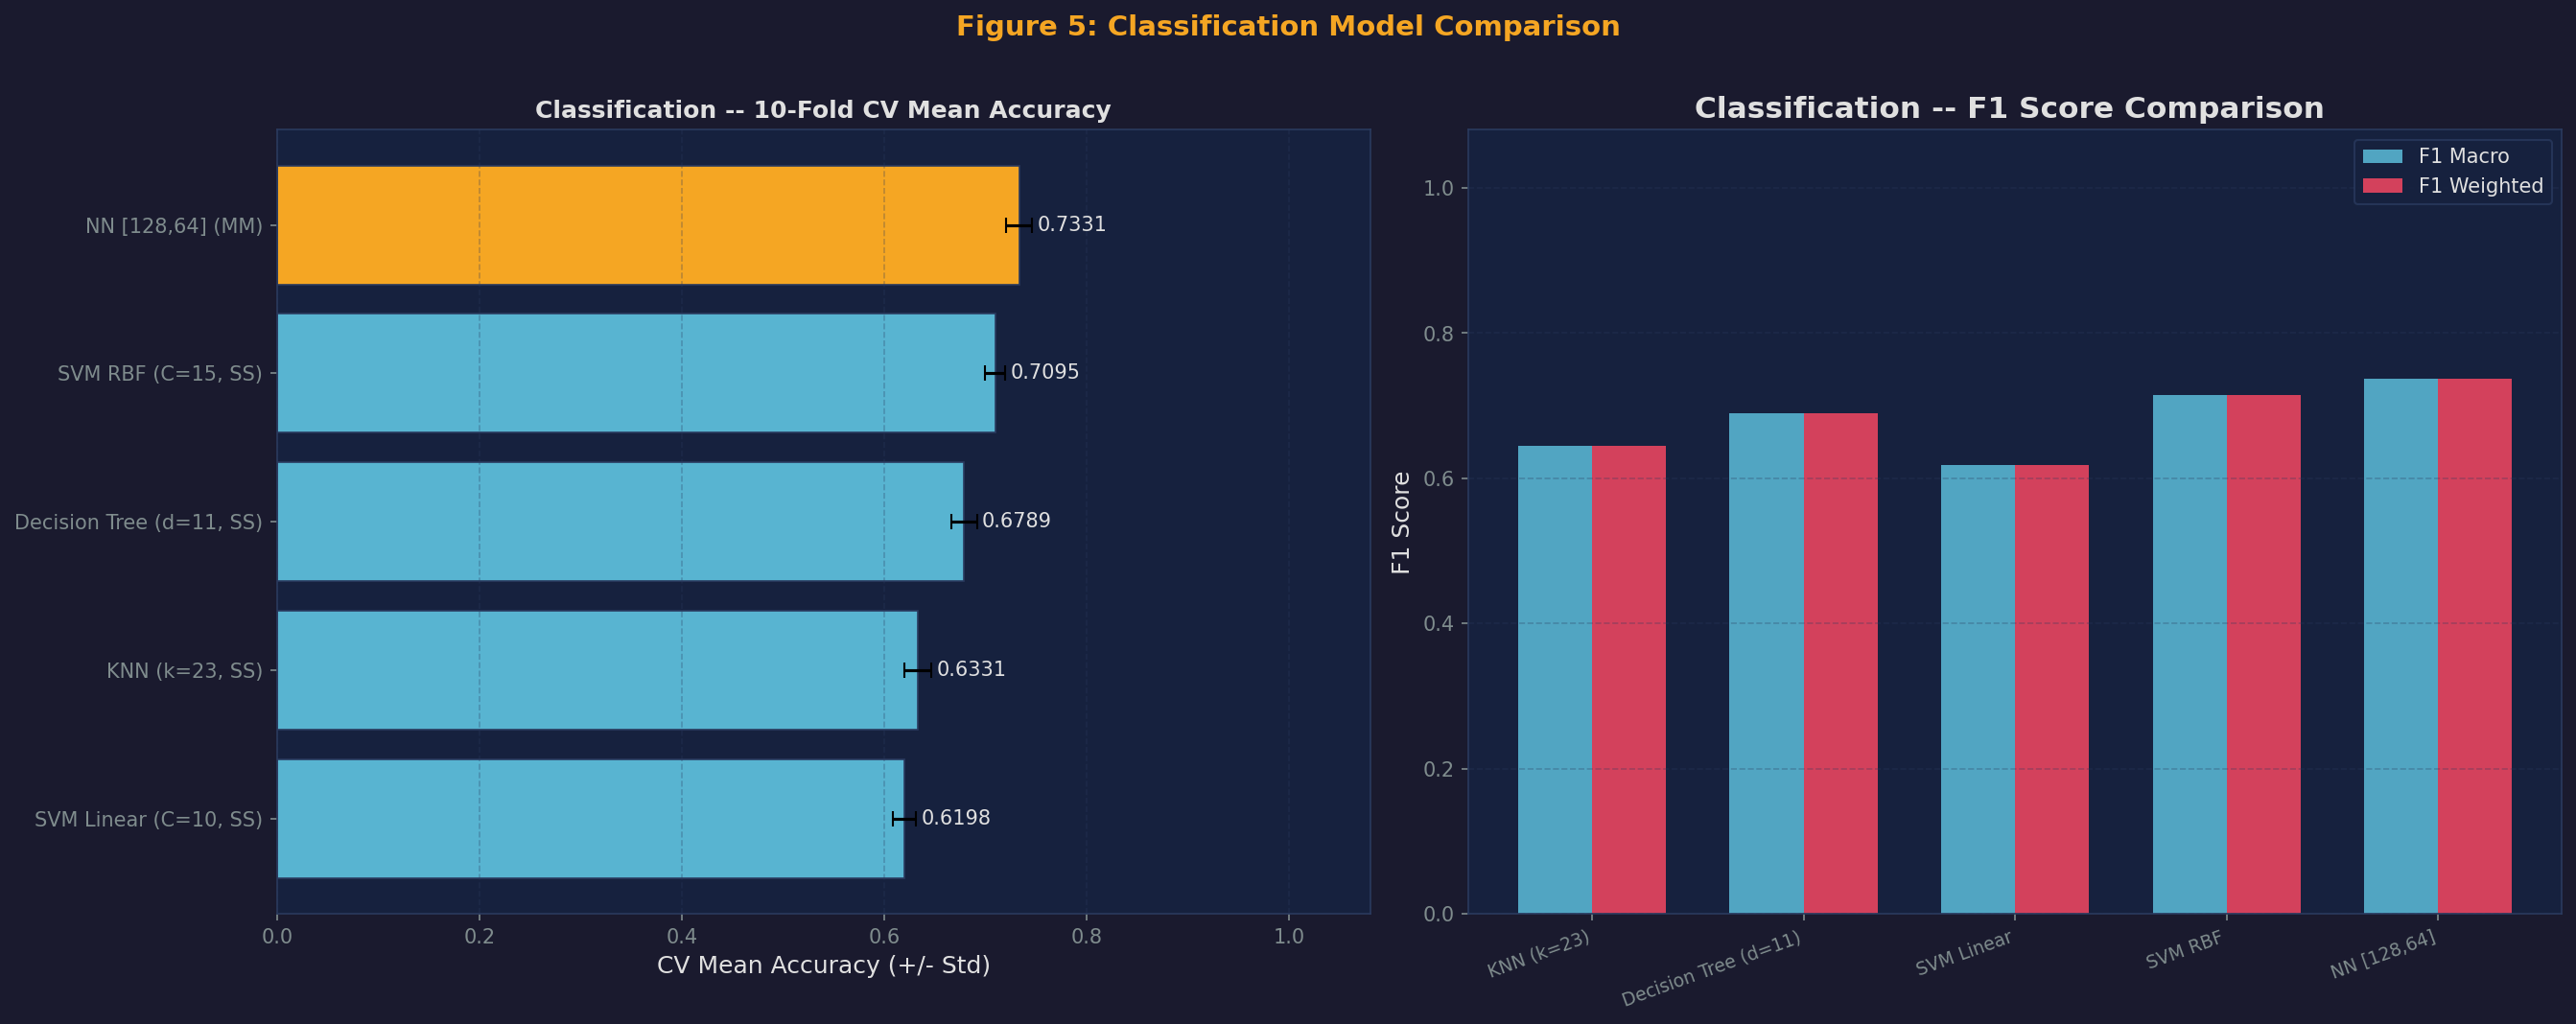 Figure 5: Classification Model Comparison
Classification -- 10-Fold CV Mean Accuracy
NN [128,64] (MM)
0.7331
SVM RBF (C=15, SS)
0.7095
Decision Tree (d=11, SS)
0.6789
KNN (k=23, SS)
0.6331
SVM Linear (C=10, SS)
0.6198
0.0 0.2 0.4 0.6 0.8 1.0
CV Mean Accuracy (+/- Std)
Classification -- F1 Score Comparison
F1 Macro
F1 Weighted
F1 Score
1.0
0.8
0.6
0.4
0.2
0.0
KNN (k=23)
Decision Tree (d=11)
SVM Linear
SVM RBF
NN [128,64]